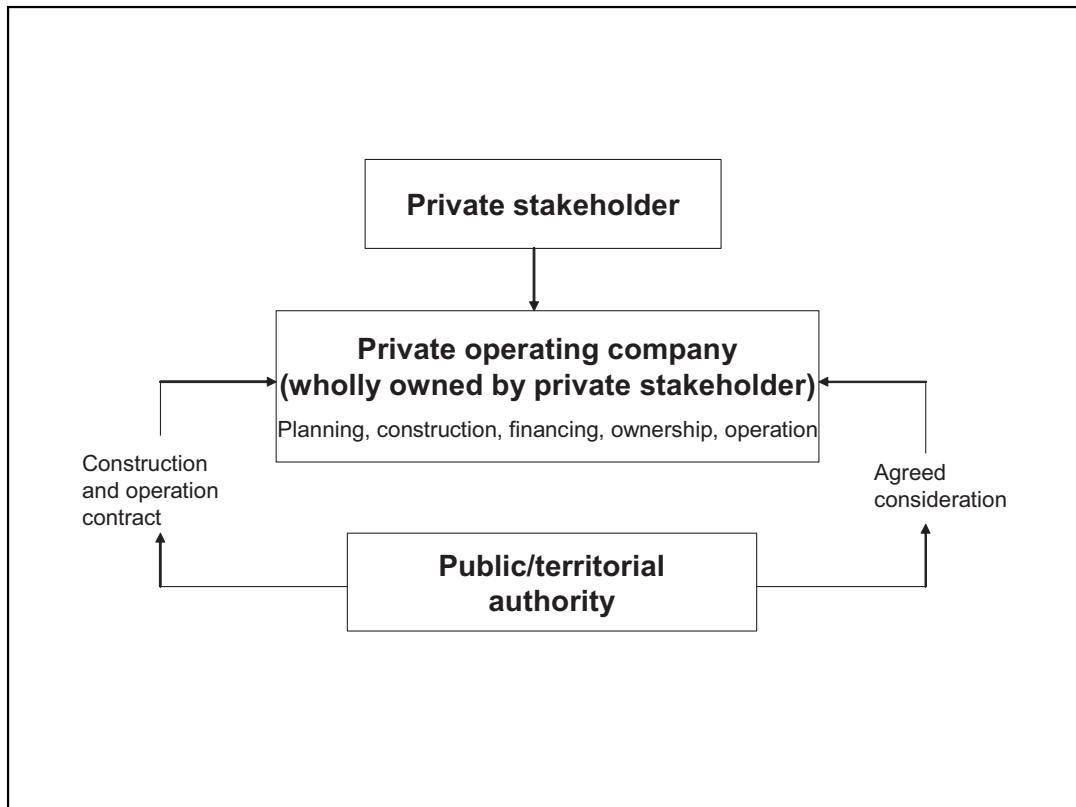 Private stakeholder
Private operating company
(wholly owned by private stakeholder)
Planning, construction, financing, ownership, operation
Construction
and operation
contract
Agreed
consideration
Public/territorial
authority